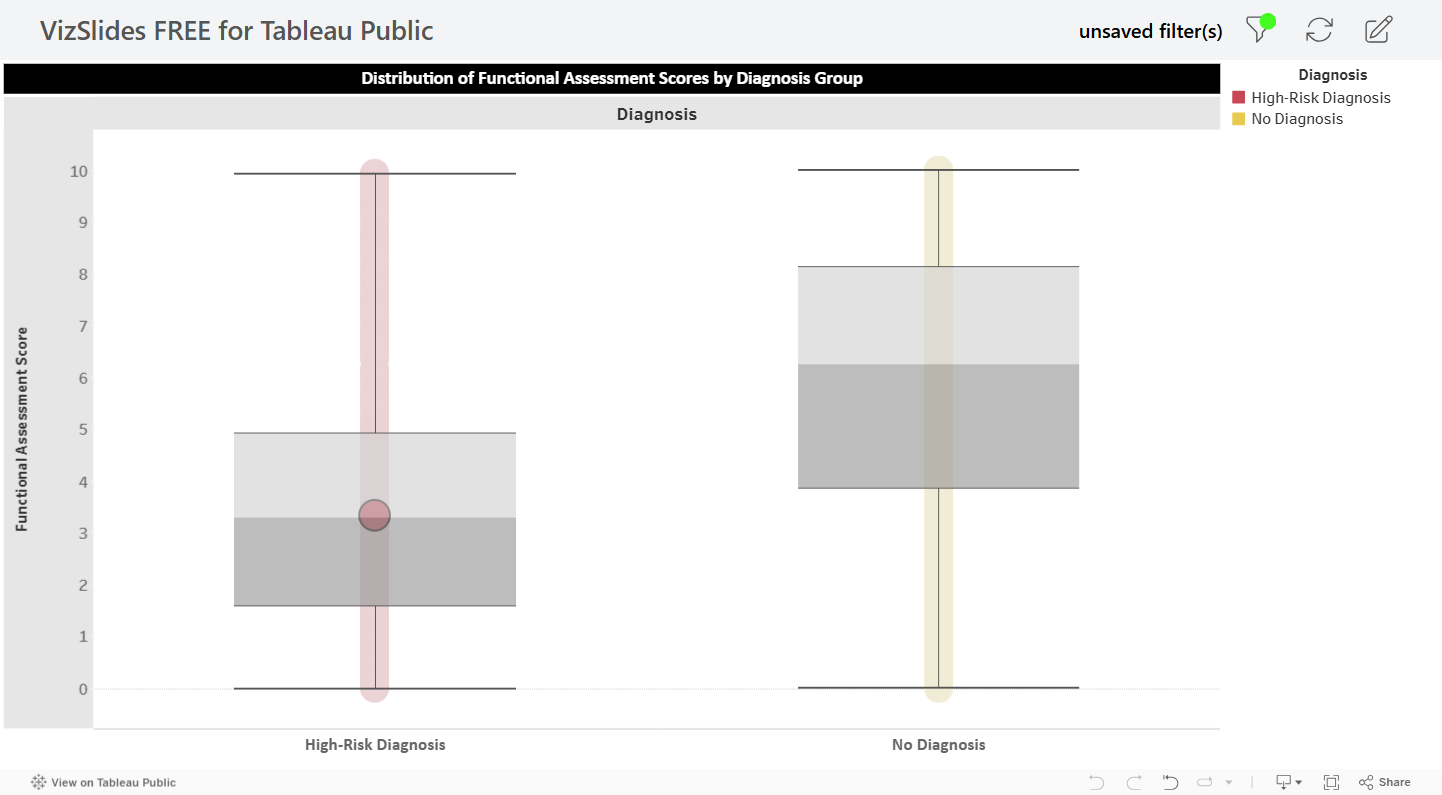 VizSlides FREE for Tableau Public
unsaved filter(s)
Distribution of Functional Assessment Scores by Diagnosis Group
Diagnosis
High-Risk Diagnosis
No Diagnosis
Diagnosis
Functional Assessment Score
10
9
8
7
6
5
4
3
2
1
0
High-Risk Diagnosis
No Diagnosis
View on Tableau Public
Share